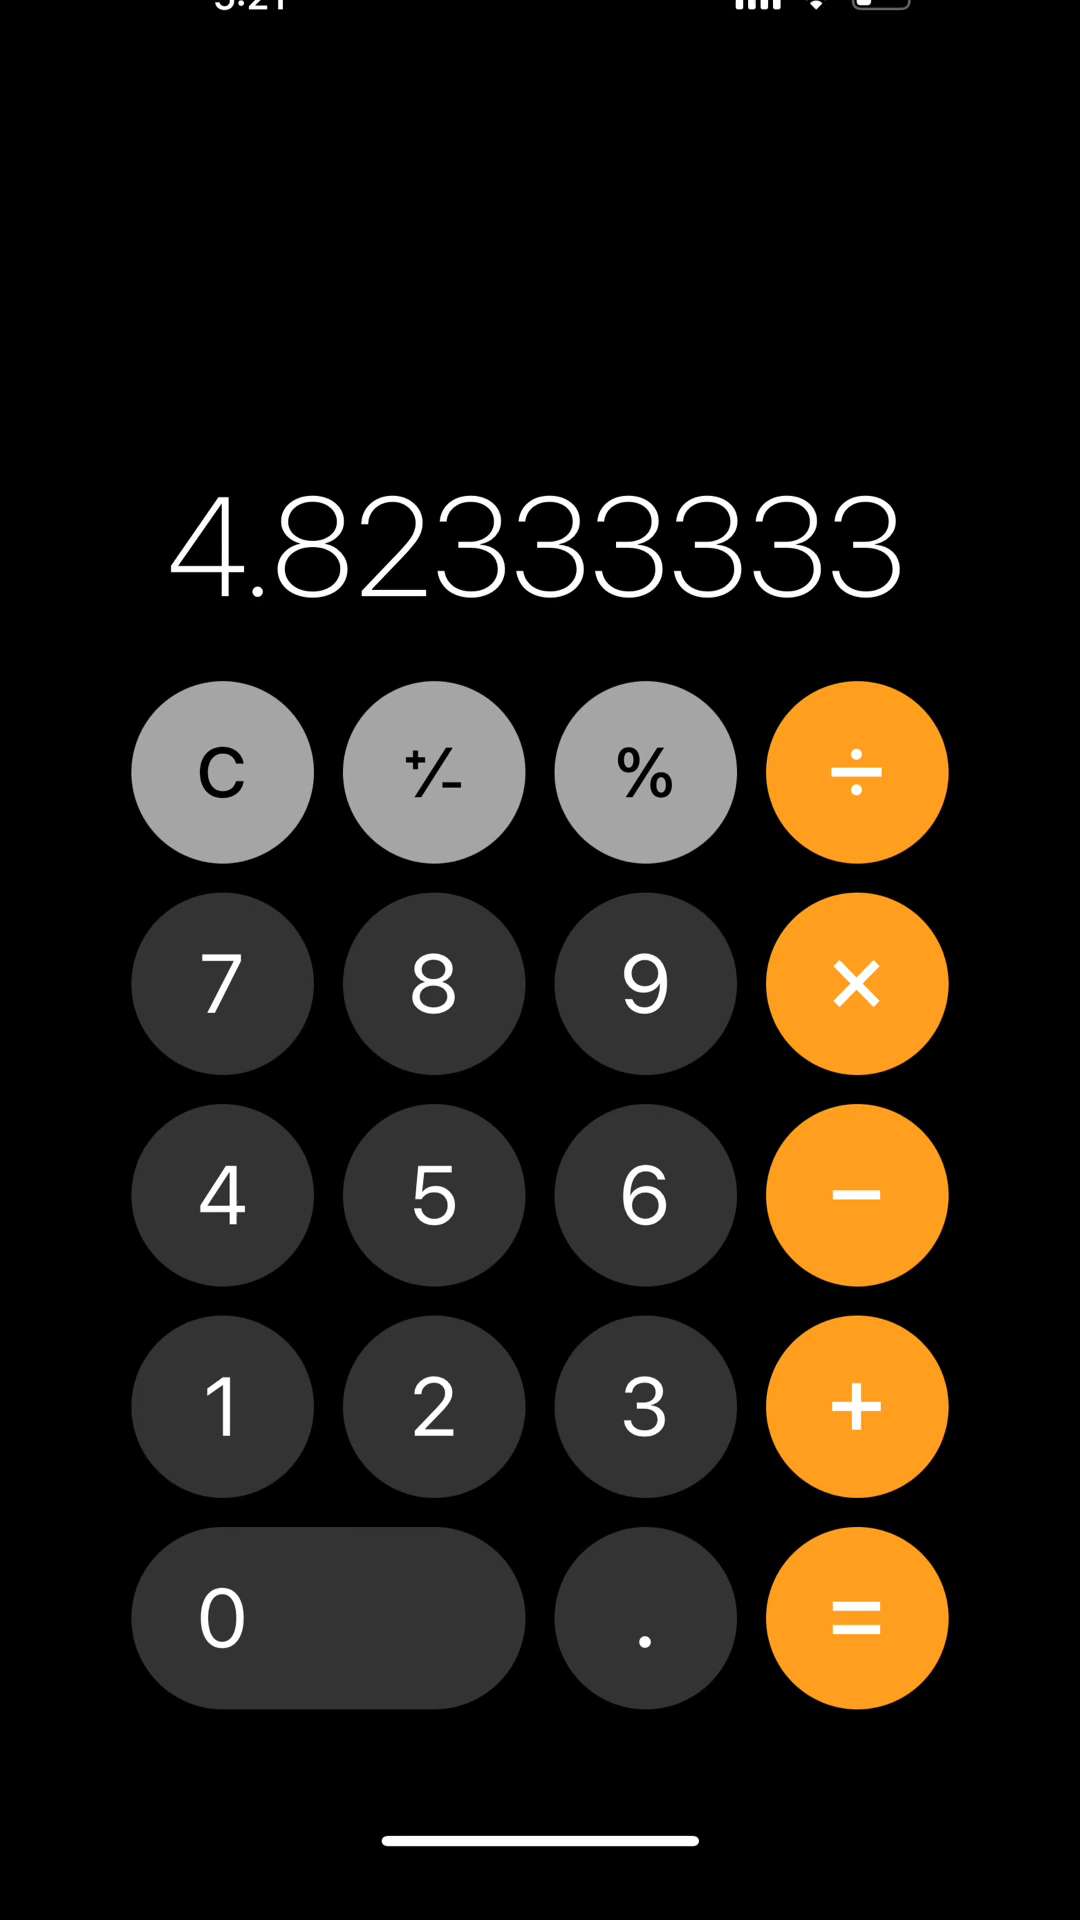 4.82333333
C ⁺⁄₋ % ÷
7 8 9 ×
4 5 6 −
1 2 3 +
0 . =